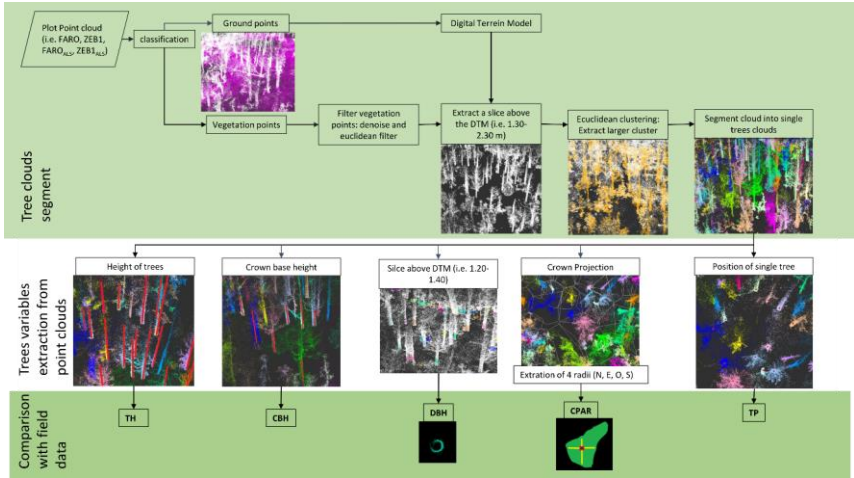 Plot Point cloud
(i.e. FARO, ZEB1,
FARO_ALS, ZEB1_ALS)
classification
Ground points
Digital Terrein Model
Vegetation points
Filter vegetation
points: denoise and
euclidean filter
Extract a slice above
the DTM (i.e. 1.30-
2.30 m)
Ecuclidean clustering:
Extract larger cluster
Segment cloud into single
trees clouds
Tree clouds
segment
Height of trees
Crown base height
Silce above DTM (i.e. 1.20-
1.40)
Crown Projection
Position of single tree
Extration of 4 radii (N, E, O, S)
Trees variables
extraction from
point clouds
TH
CBH
DBH
CPAR
TP
Comparison
with field
data